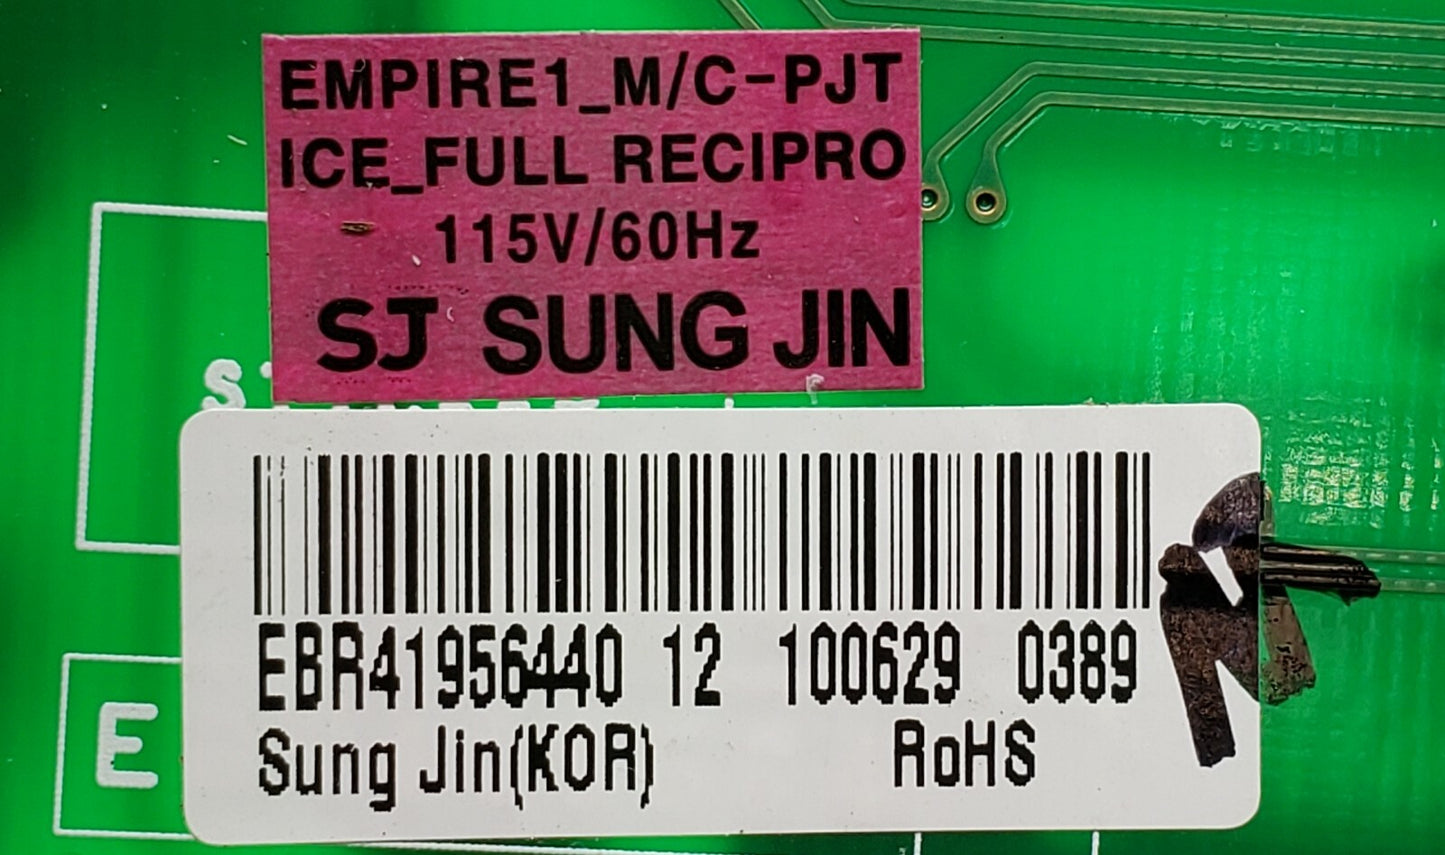 EMPIRE1_M/C-PJT
ICE_FULL RECIPRO
115V/60Hz
SJ SUNG JIN
EBR41956440 12 100629 0389
Sung Jin(KOR)
RoHS
E